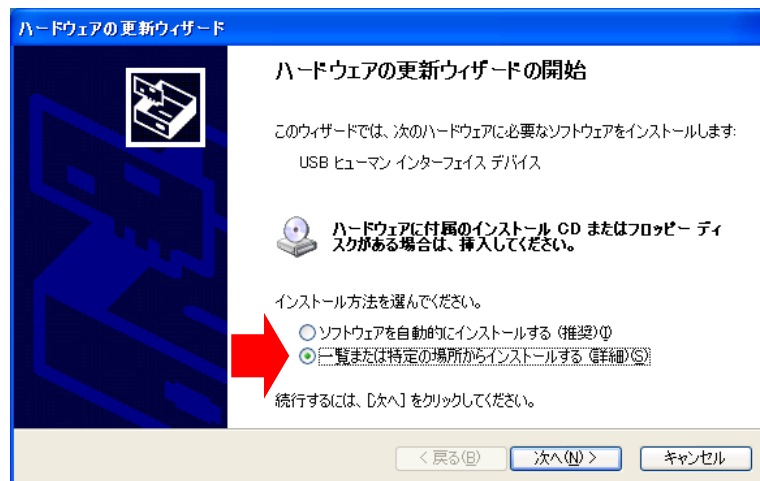 ハードウェアの更新ウィザード
ハードウェアの更新ウィザードの開始
このウィザードでは、次のハードウェアに必要なソフトウェアをインストールします:
USB ヒューマン インターフェイス デバイス
ハードウェアに付属のインストール CD またはフロッピー ディ
スクがある場合は、挿入してください。
インストール方法を選んでください。
ソフトウェアを自動的にインストールする (推奨)(I)
一覧または特定の場所からインストールする (詳細)(S)
続行するには、[次へ] をクリックしてください。
< 戻る(B)
次へ(N) >
キャンセル